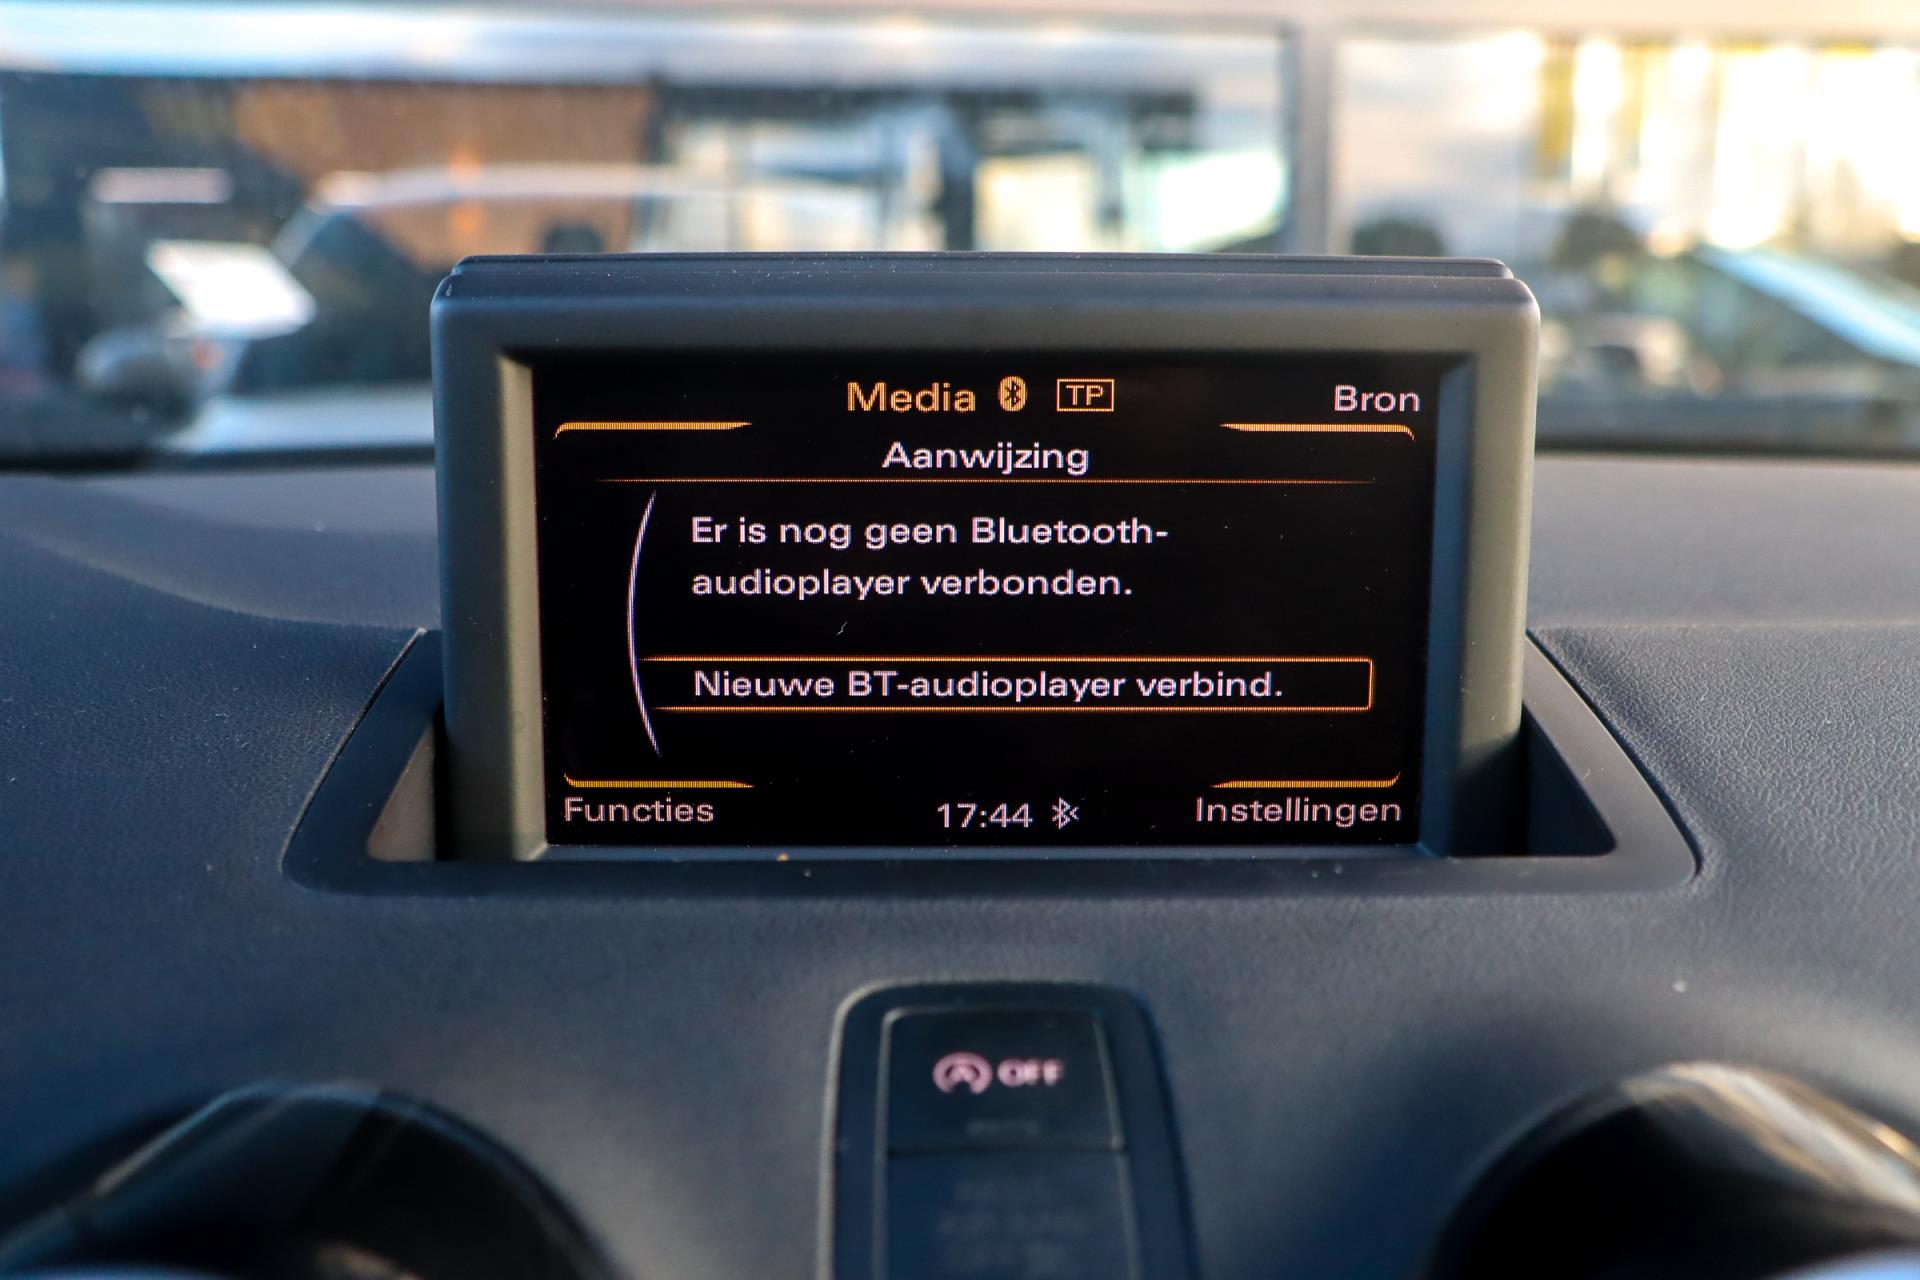 Media TP Bron
Aanwijzing
Er is nog geen Bluetooth-
audioplayer verbonden.
Nieuwe BT-audioplayer verbind.
Functies 17:44 Instellingen
OFF